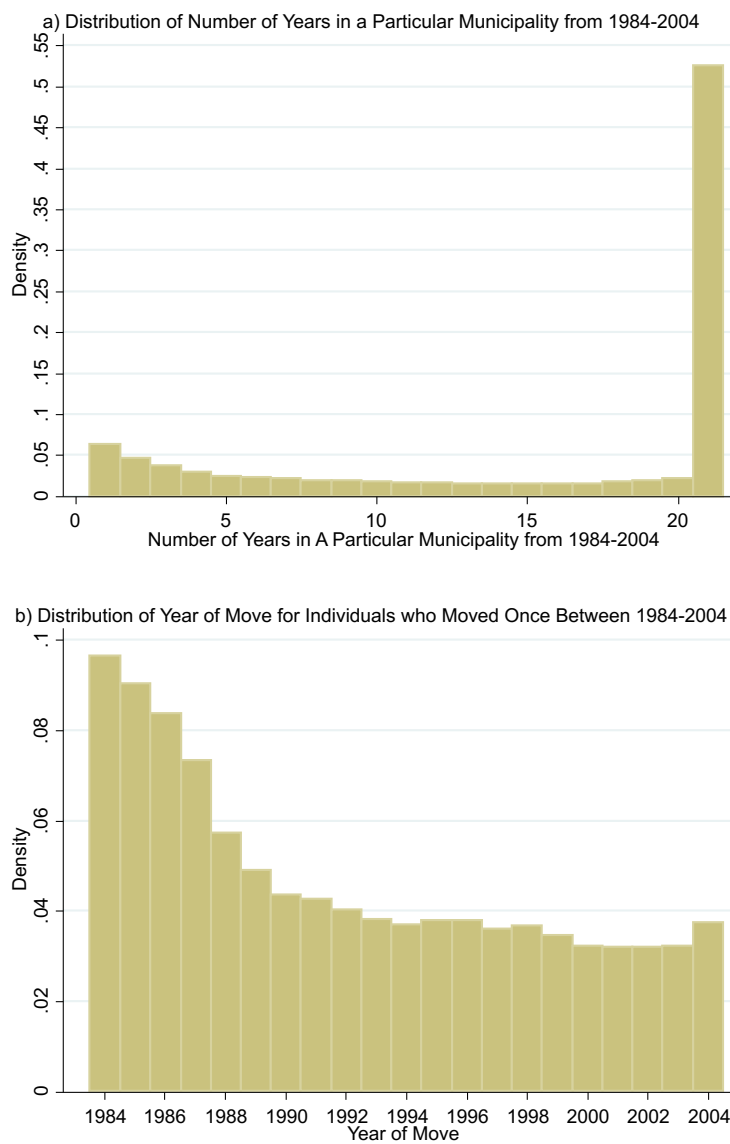 a) Distribution of Number of Years in a Particular Municipality from 1984-2004
.55
.5
.45
.4
.35
.3
.25
.2
.15
.1
.05
0
Density
0 5 10 15 20
Number of Years in A Particular Municipality from 1984-2004
b) Distribution of Year of Move for Individuals who Moved Once Between 1984-2004
.1
.08
.06
.04
.02
0
Density
1984 1986 1988 1990 1992 1994 1996 1998 2000 2002 2004
Year of Move